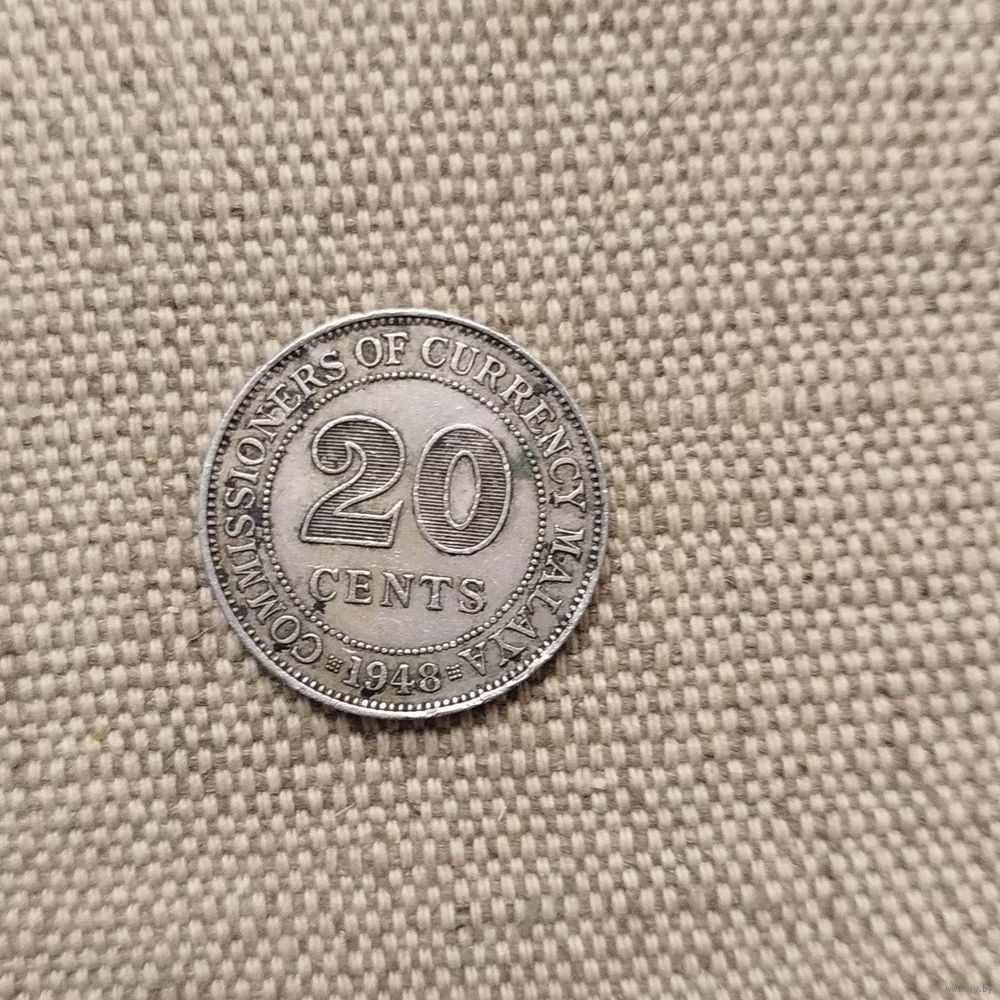 COMMISSIONERS OF CURRENCY MALAYA
20
CENTS
1948